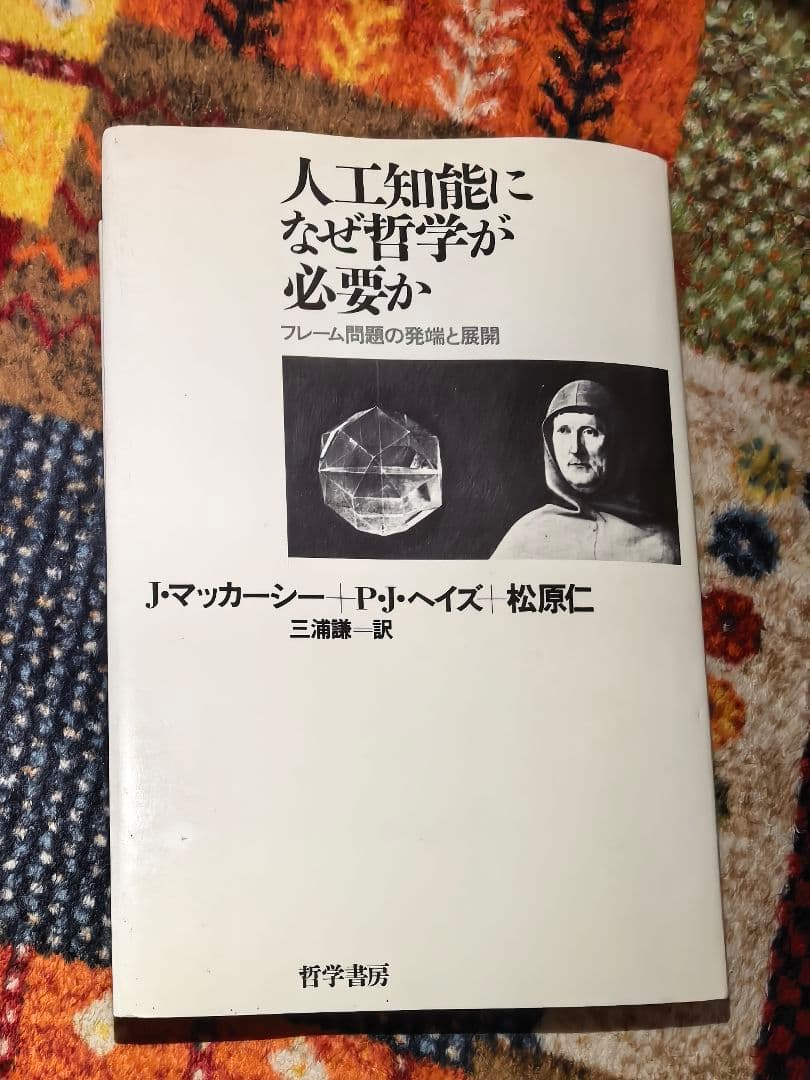 人工知能に
なぜ哲学が
必要か
フレーム問題の発端と展開
J·マッカーシー+P·J·ヘイズ+松原仁
三浦謙=訳
哲学書房